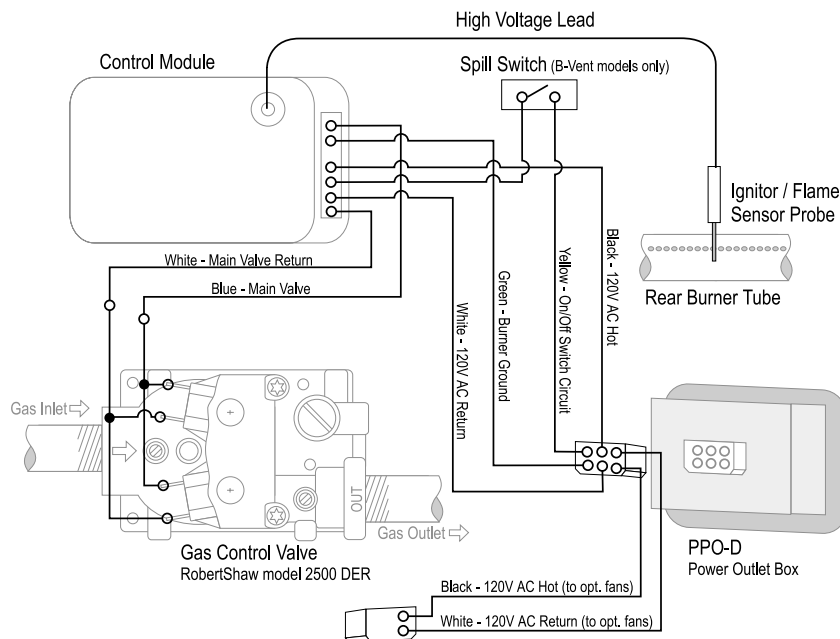 High Voltage Lead
Control Module
Spill Switch (B-Vent models only)
Ignitor / Flame
Sensor Probe
Rear Burner Tube
White - Main Valve Return
Blue - Main Valve
White - 120V AC Return
Green - Burner Ground
Yellow - On/Off Switch Circuit
Black - 120V AC Hot
Gas Inlet
OUT
Gas Outlet
Gas Control Valve
RobertShaw model 2500 DER
PPO-D
Power Outlet Box
Black - 120V AC Hot (to opt. fans)
White - 120V AC Return (to opt. fans)